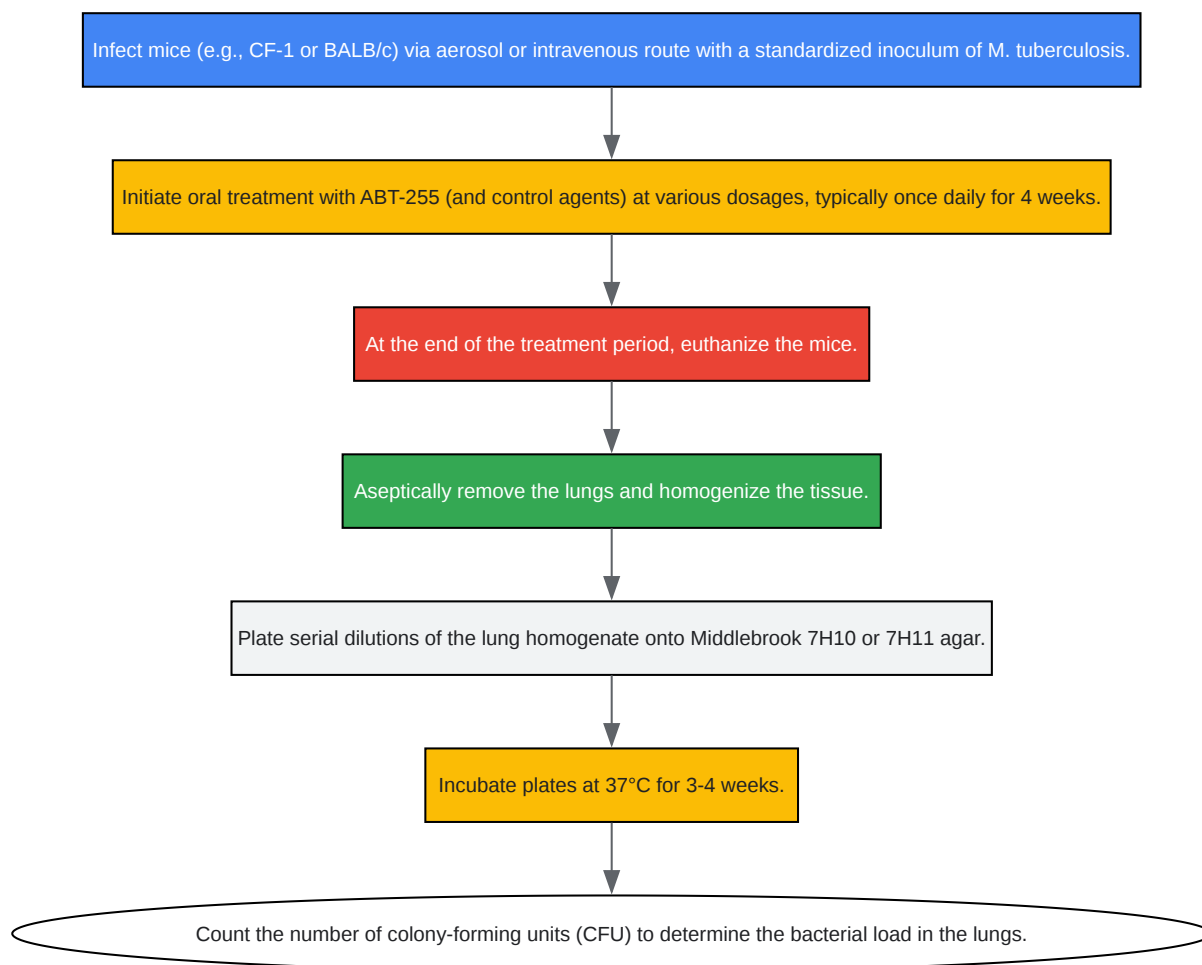 Infect mice (e.g., CF-1 or BALB/c) via aerosol or intravenous route with a standardized inoculum of M. tuberculosis.
Initiate oral treatment with ABT-255 (and control agents) at various dosages, typically once daily for 4 weeks.
At the end of the treatment period, euthanize the mice.
Aseptically remove the lungs and homogenize the tissue.
Plate serial dilutions of the lung homogenate onto Middlebrook 7H10 or 7H11 agar.
Incubate plates at 37°C for 3-4 weeks.
Count the number of colony-forming units (CFU) to determine the bacterial load in the lungs.